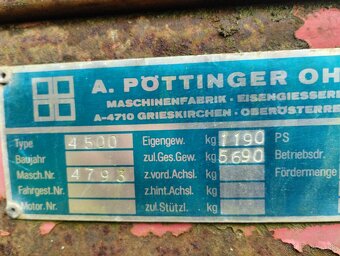 A. PÖTTINGER OH
MASCHINENFABRIK - EISENGIESSERE
A-4710 GRIESKIRCHEN - OBERÖSTERRE
Type 4500 Eigengew. kg 1190 PS
Baujahr zul.Ges.Gew. kg 5690 Betriebsdr.
Masch.Nr. 4793 z.vord.Achsl. kg Fördermenge
Fahrgest.Nr. z.hint.Achsl. kg
Motor.Nr. zul.Stützl. kg